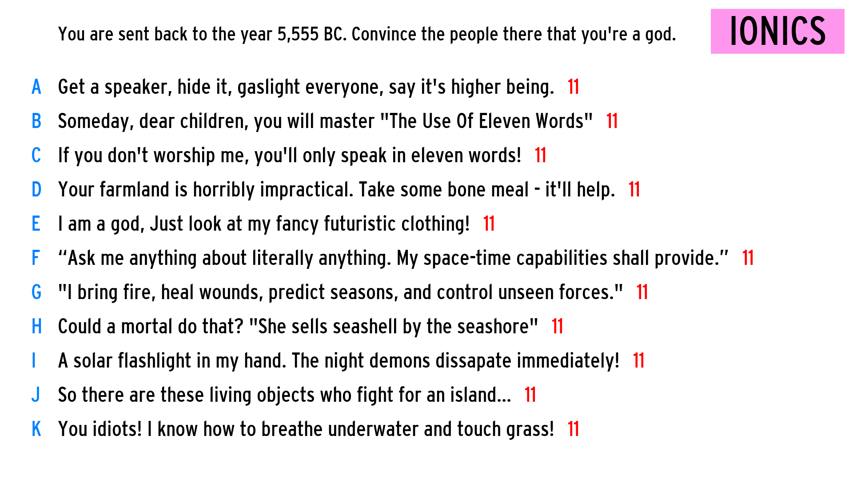 You are sent back to the year 5,555 BC. Convince the people there that you're a god.
IONICS
A Get a speaker, hide it, gaslight everyone, say it's higher being. 11
B Someday, dear children, you will master "The Use Of Eleven Words" 11
C If you don't worship me, you'll only speak in eleven words! 11
D Your farmland is horribly impractical. Take some bone meal - it'll help. 11
E I am a god, Just look at my fancy futuristic clothing! 11
F “Ask me anything about literally anything. My space-time capabilities shall provide.” 11
G "I bring fire, heal wounds, predict seasons, and control unseen forces." 11
H Could a mortal do that? "She sells seashell by the seashore" 11
I A solar flashlight in my hand. The night demons dissapate immediately! 11
J So there are these living objects who fight for an island... 11
K You idiots! I know how to breathe underwater and touch grass! 11